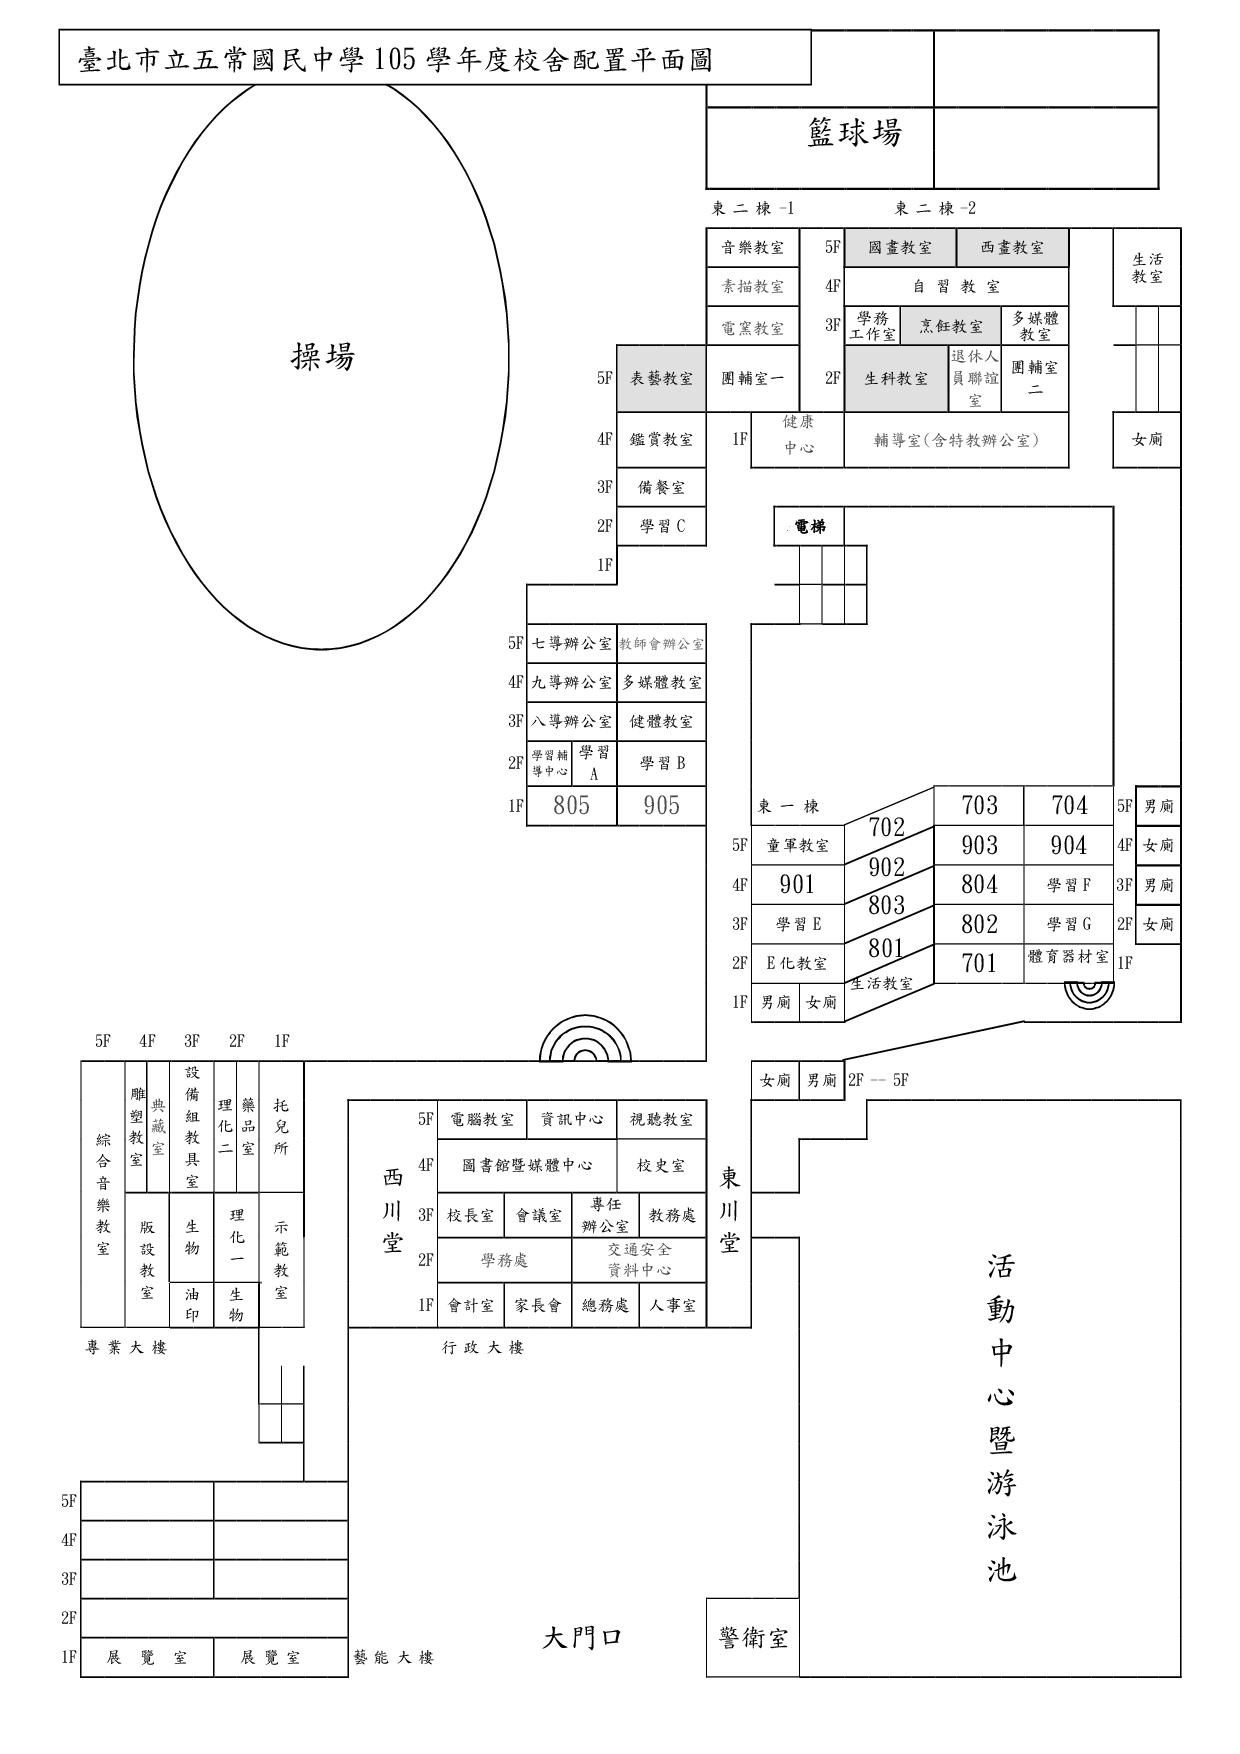 臺北市立五常國民中學 105 學年度校舍配置平面圖
籃球場
操場
東二棟-1
東二棟-2
音樂教室
5F
國畫教室
西畫教室
生活
教室
素描教室
4F
自習教室
電窯教室
3F
學務
工作室
烹飪教室
多媒體
教室
5F
表藝教室
團輔室一
2F
生科教室
退休人
員聯誼
室
團輔室
二
4F
鑑賞教室
1F
健康
中心
輔導室(含特教辦公室)
女廁
3F
備餐室
2F
學習 C
電梯
1F
5F
七導辦公室
教師會辦公室
4F
九導辦公室
多媒體教室
3F
八導辦公室
健體教室
2F
學習輔
導中心
學習
A
學習 B
1F
805
905
東一棟
702
703
704
5F
男廁
5F
童軍教室
902
903
904
4F
女廁
4F
901
803
804
學習 F
3F
男廁
3F
學習 E
801
802
學習 G
2F
女廁
2F
E 化教室
生活教室
701
體育器材室
1F
1F
男廁
女廁
5F
4F
3F
2F
1F
綜合音樂教室
雕塑教室
典藏室
設備組教具室
理化二
藥品室
托兒所
版設教室
生物
理化一
示範教室
油印
生物
專業大樓
女廁
男廁
2F -- 5F
西川堂
5F
電腦教室
資訊中心
視聽教室
4F
圖書館暨媒體中心
校史室
3F
校長室
會議室
專任
辦公室
教務處
2F
學務處
交通安全
資料中心
1F
會計室
家長會
總務處
人事室
東川堂
行政大樓
活動中心暨游泳池
5F
4F
3F
2F
1F
展覽室
展覽室
藝能大樓
大門口
警衛室